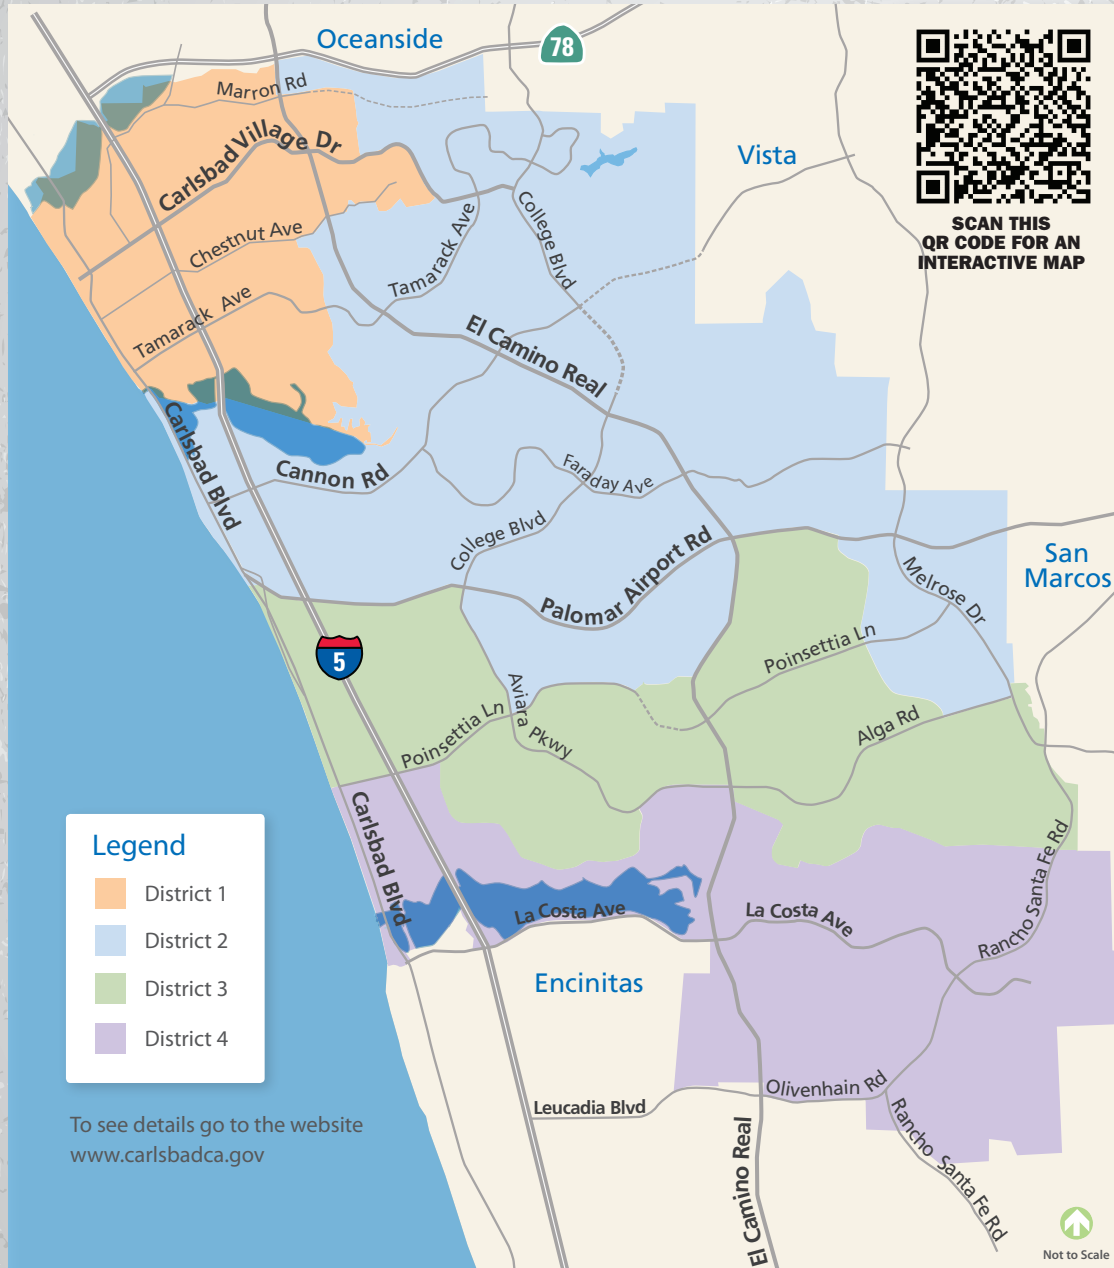 Oceanside
78
Marron Rd
Carlsbad Village Dr
Vista
SCAN THIS
QR CODE FOR AN
INTERACTIVE MAP
Chestnut Ave
Tamarack Ave
College Blvd
Tamarack Ave
El Camino Real
Carlsbad Blvd
Cannon Rd
Faraday Ave
College Blvd
Palomar Airport Rd
San
Marcos
Melrose Dr
5
Poinsettia Ln
Aviara Pkwy
Poinsettia Ln
Alga Rd
Carlsbad Blvd
Legend
District 1
District 2
District 3
District 4
La Costa Ave
La Costa Ave
Rancho Santa Fe Rd
Encinitas
Olivenhain Rd
Leucadia Blvd
Rancho Santa Fe Rd
El Camino Real
To see details go to the website
www.carlsbadca.gov
Not to Scale